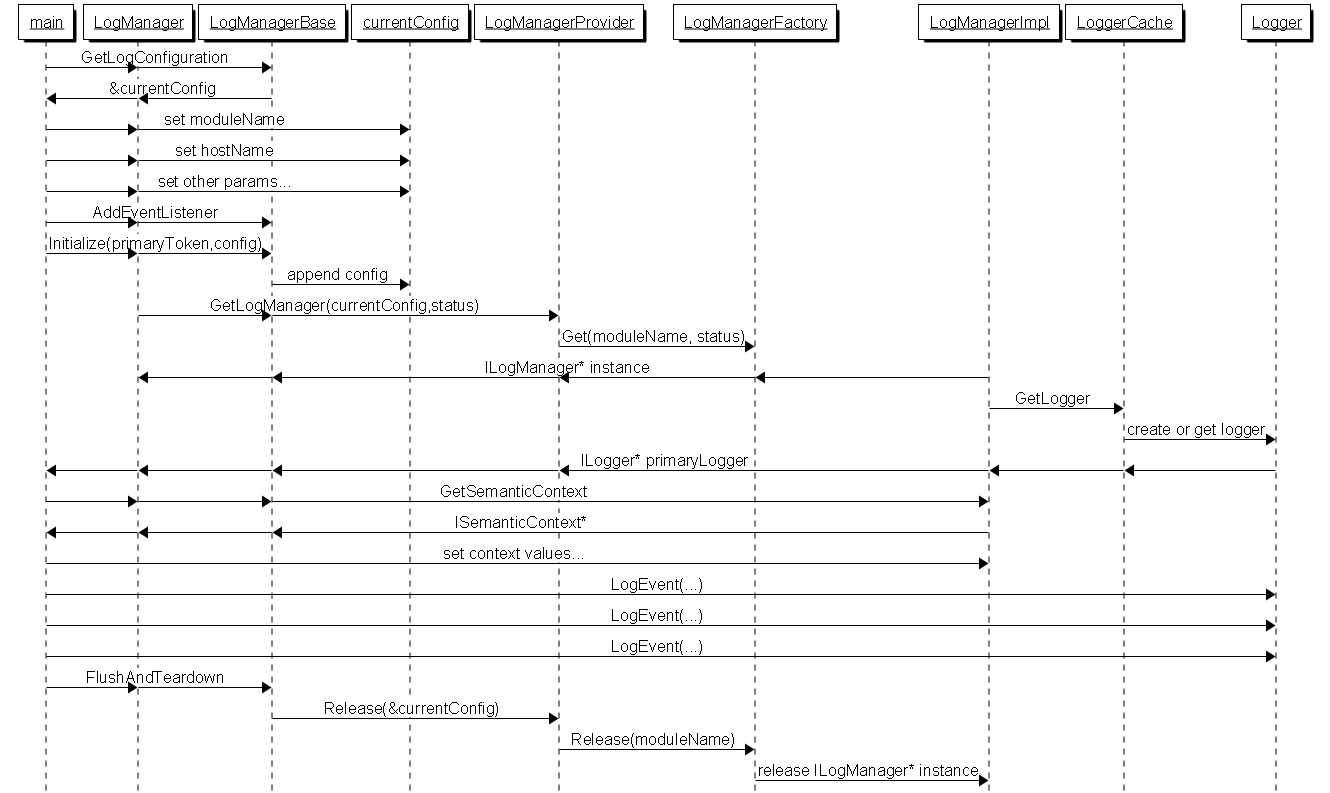 main LogManager LogManagerBase currentConfig LogManagerProvider LogManagerFactory LogManagerImpl LoggerCache Logger
GetLogConfiguration
&currentConfig
set moduleName
set hostName
set other params...
AddEventListener
Initialize(primaryToken,config)
append config
GetLogManager(currentConfig,status)
Get(moduleName, status)
ILogManager* instance
GetLogger
create or get logger
ILogger* primaryLogger
GetSemanticContext
ISemanticContext*
set context values...
LogEvent(...)
LogEvent(...)
LogEvent(...)
FlushAndTeardown
Release(&currentConfig)
Release(moduleName)
release ILogManager* instance